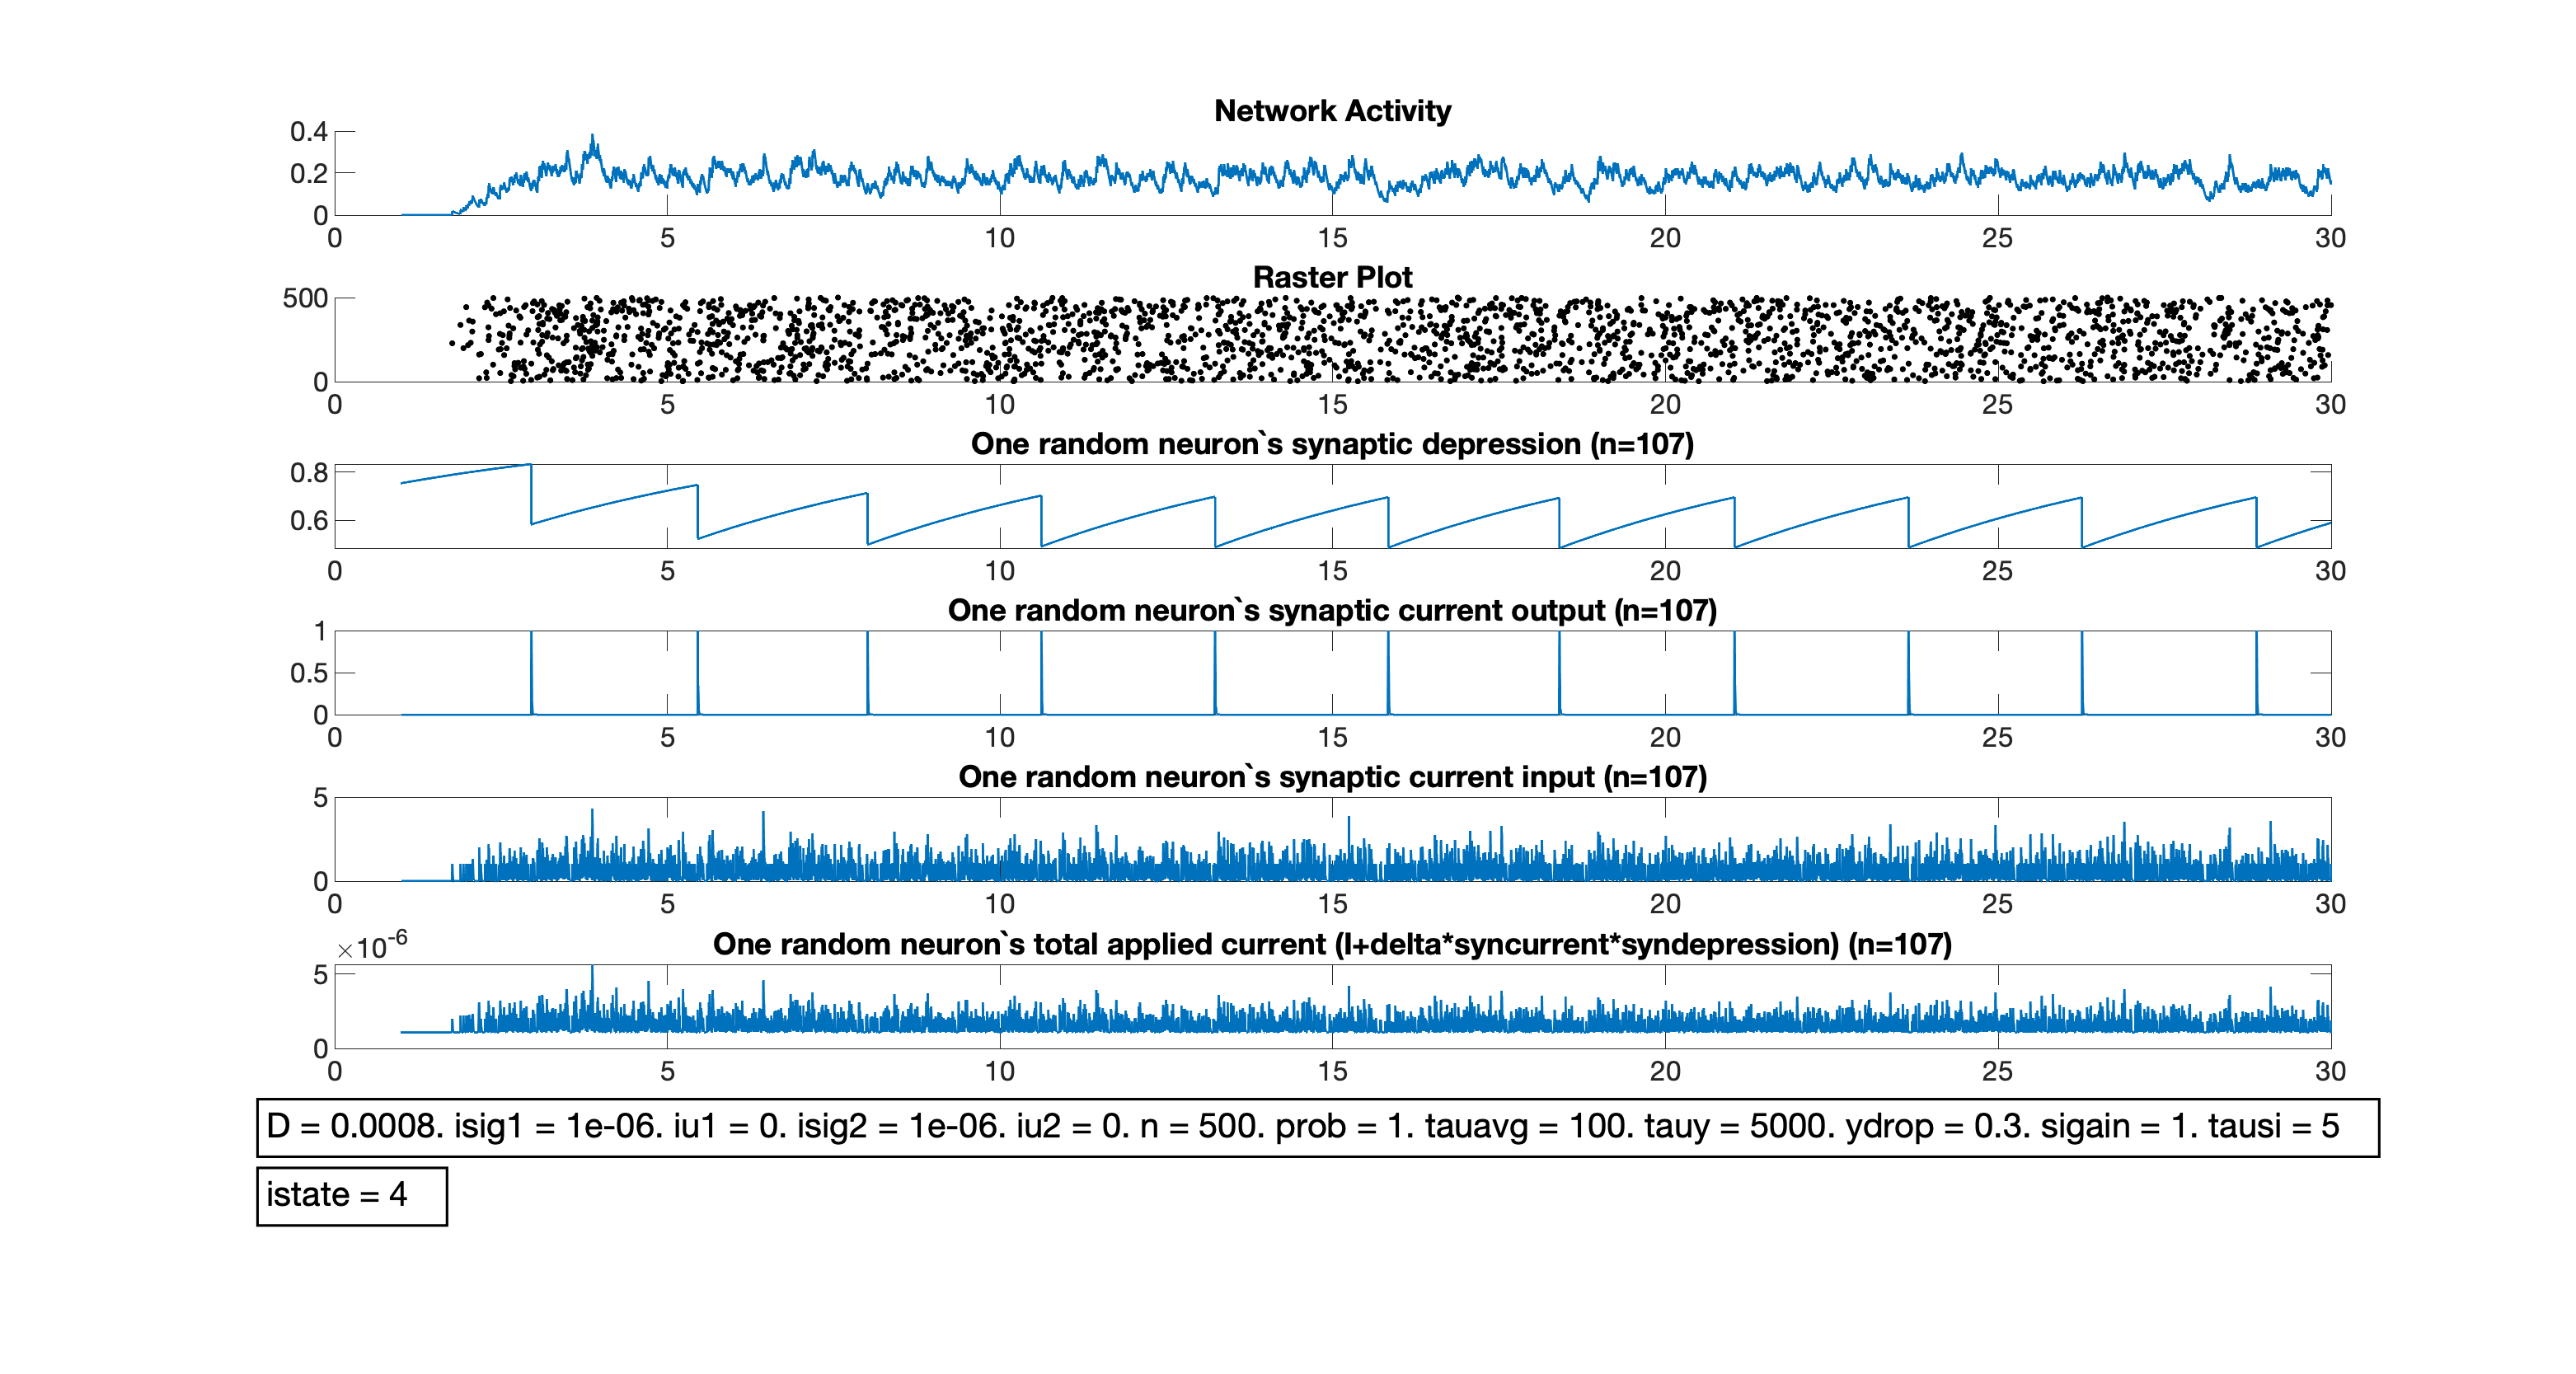 Network Activity
0.4
0.2
0
0 5 10 15 20 25 30
Raster Plot
500
0
0 5 10 15 20 25 30
One random neuron`s synaptic depression (n=107)
0.8
0.6
0 5 10 15 20 25 30
One random neuron`s synaptic current output (n=107)
1
0.5
0
0 5 10 15 20 25 30
One random neuron`s synaptic current input (n=107)
5
0
0 5 10 15 20 25 30
×10-6
One random neuron`s total applied current (I+delta*syncurrent*syndepression) (n=107)
5
0
0 5 10 15 20 25 30
D = 0.0008. isig1 = 1e-06. iu1 = 0. isig2 = 1e-06. iu2 = 0. n = 500. prob = 1. tauavg = 100. tauy = 5000. ydrop = 0.3. sigain = 1. tausi = 5
istate = 4